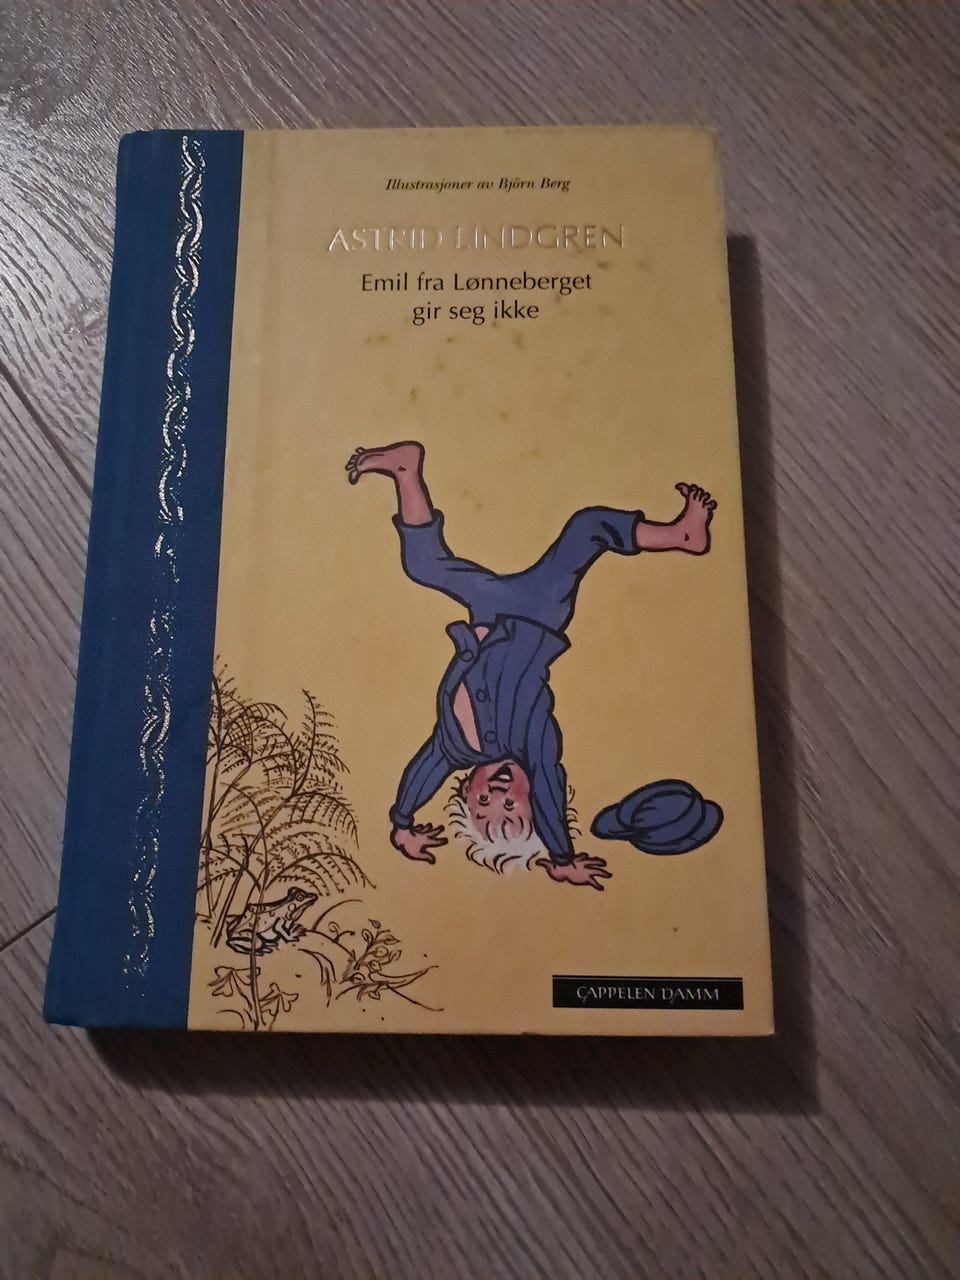 Illustrasjoner av Björn Berg
ASTRID LINDGREN
Emil fra Lønneberget
gir seg ikke
CAPPELEN DAMM